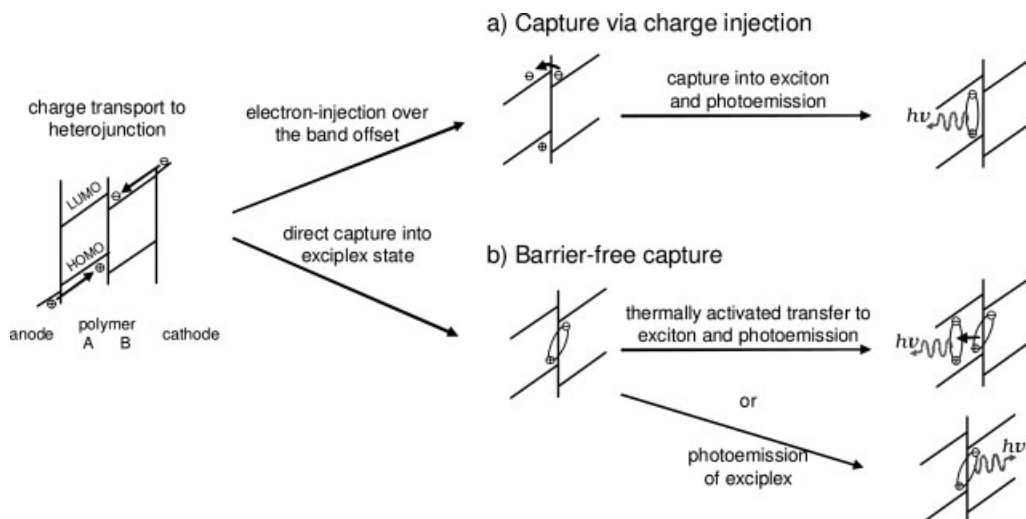 a) Capture via charge injection
charge transport to
heterojunction
electron-injection over
the band offset
capture into exciton
and photoemission
hν
LUMO
HOMO
anode
polymer
A B
cathode
direct capture into
exciplex state
b) Barrier-free capture
thermally activated transfer to
exciton and photoemission
hν
or
photoemission
of exciplex
hν